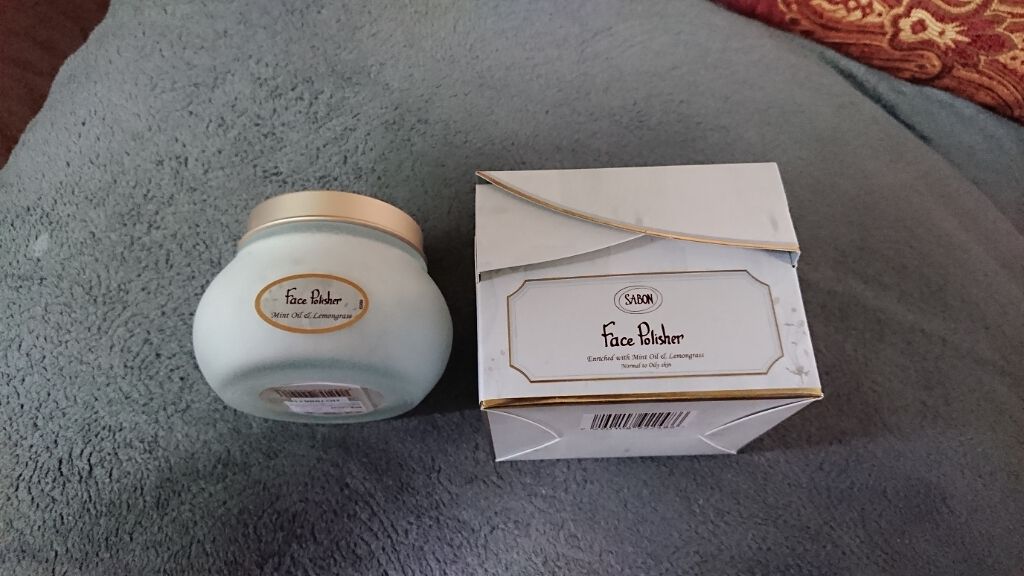 Face Polisher
Mint Oil & Lemongrass
SABON
Face Polisher
Enriched with Mint Oil & Lemongrass
Normal to Oily skin